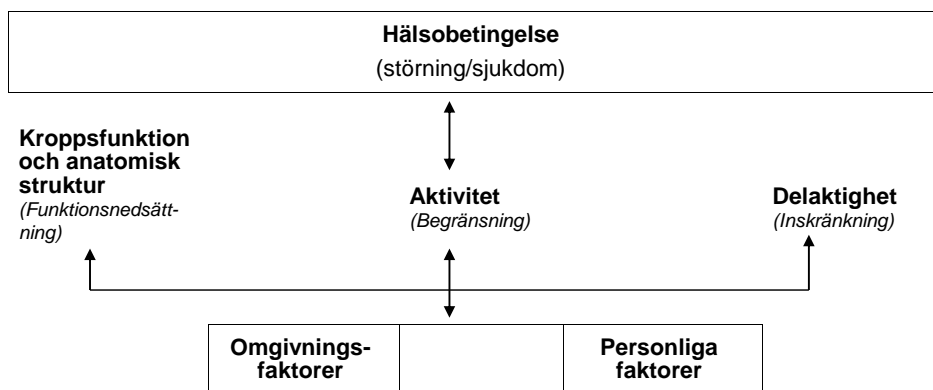 Hälsobetingelse
(störning/sjukdom)
Kroppsfunktion
och anatomisk
struktur
(Funktionsnedsätt-
ning)
Aktivitet
(Begränsning)
Delaktighet
(Inskränkning)
Omgivnings-
faktorer
Personliga
faktorer